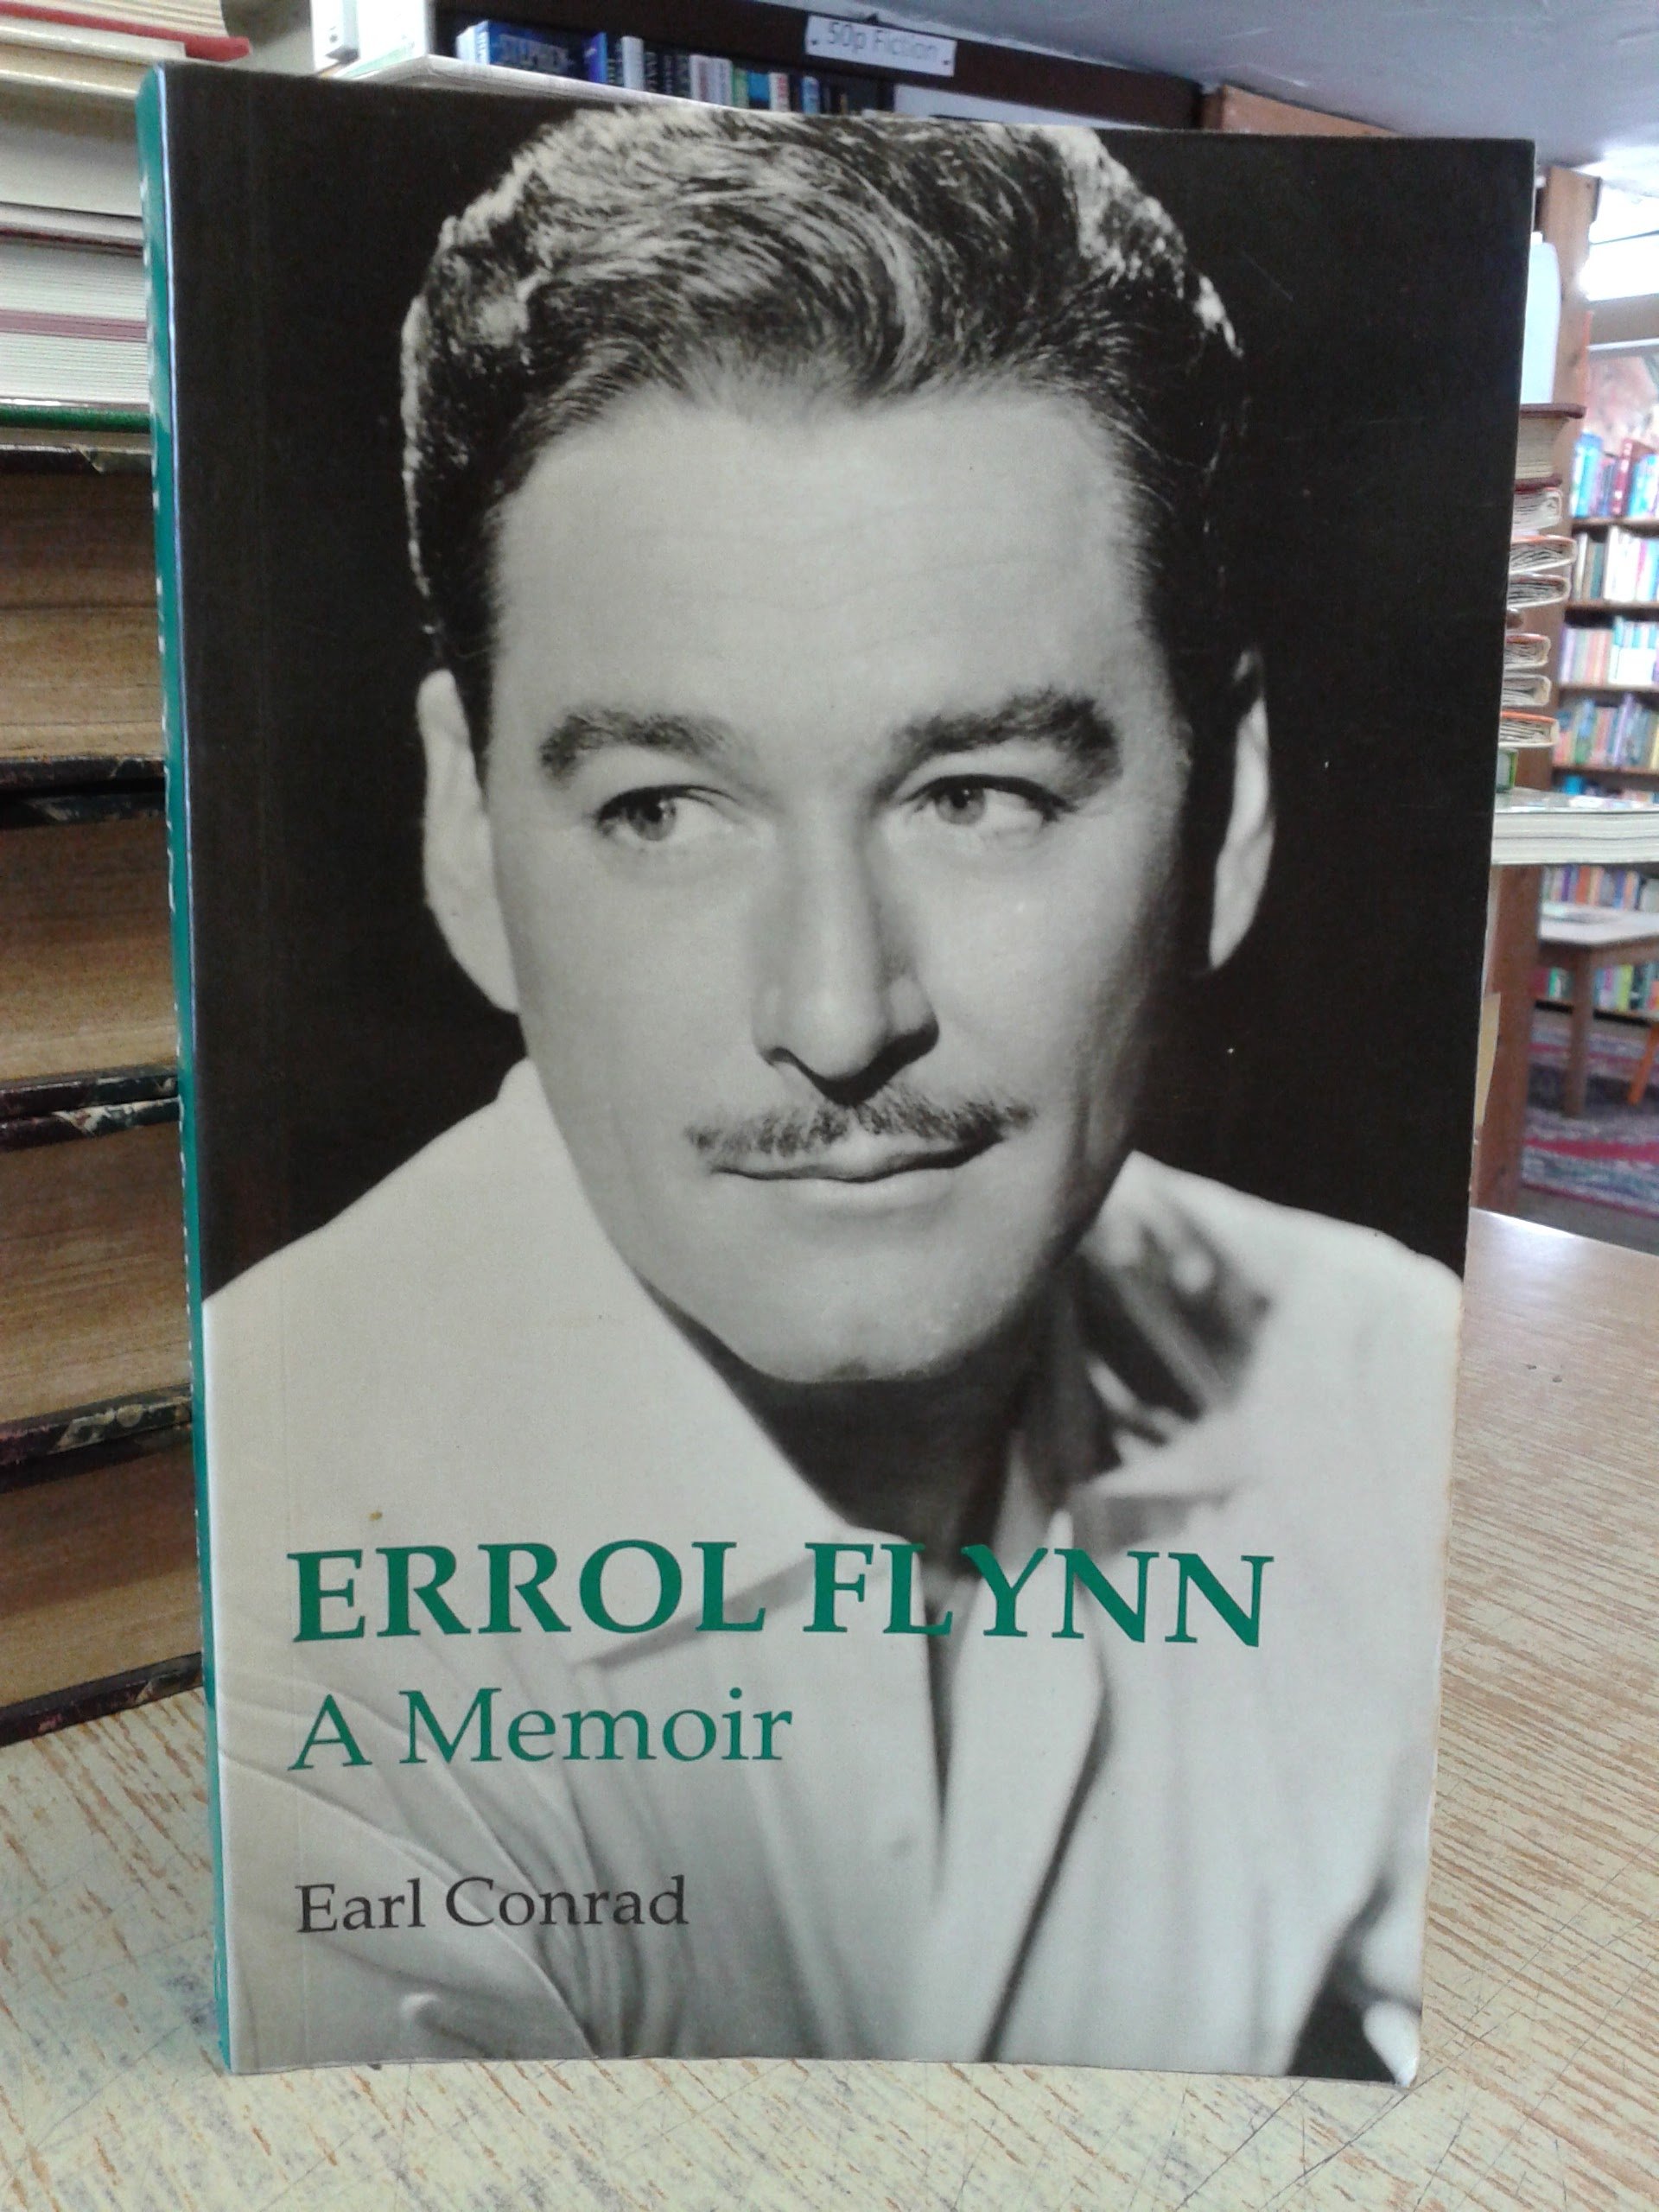 50p Fiction
ERROL FLYNN
A Memoir
Earl Conrad